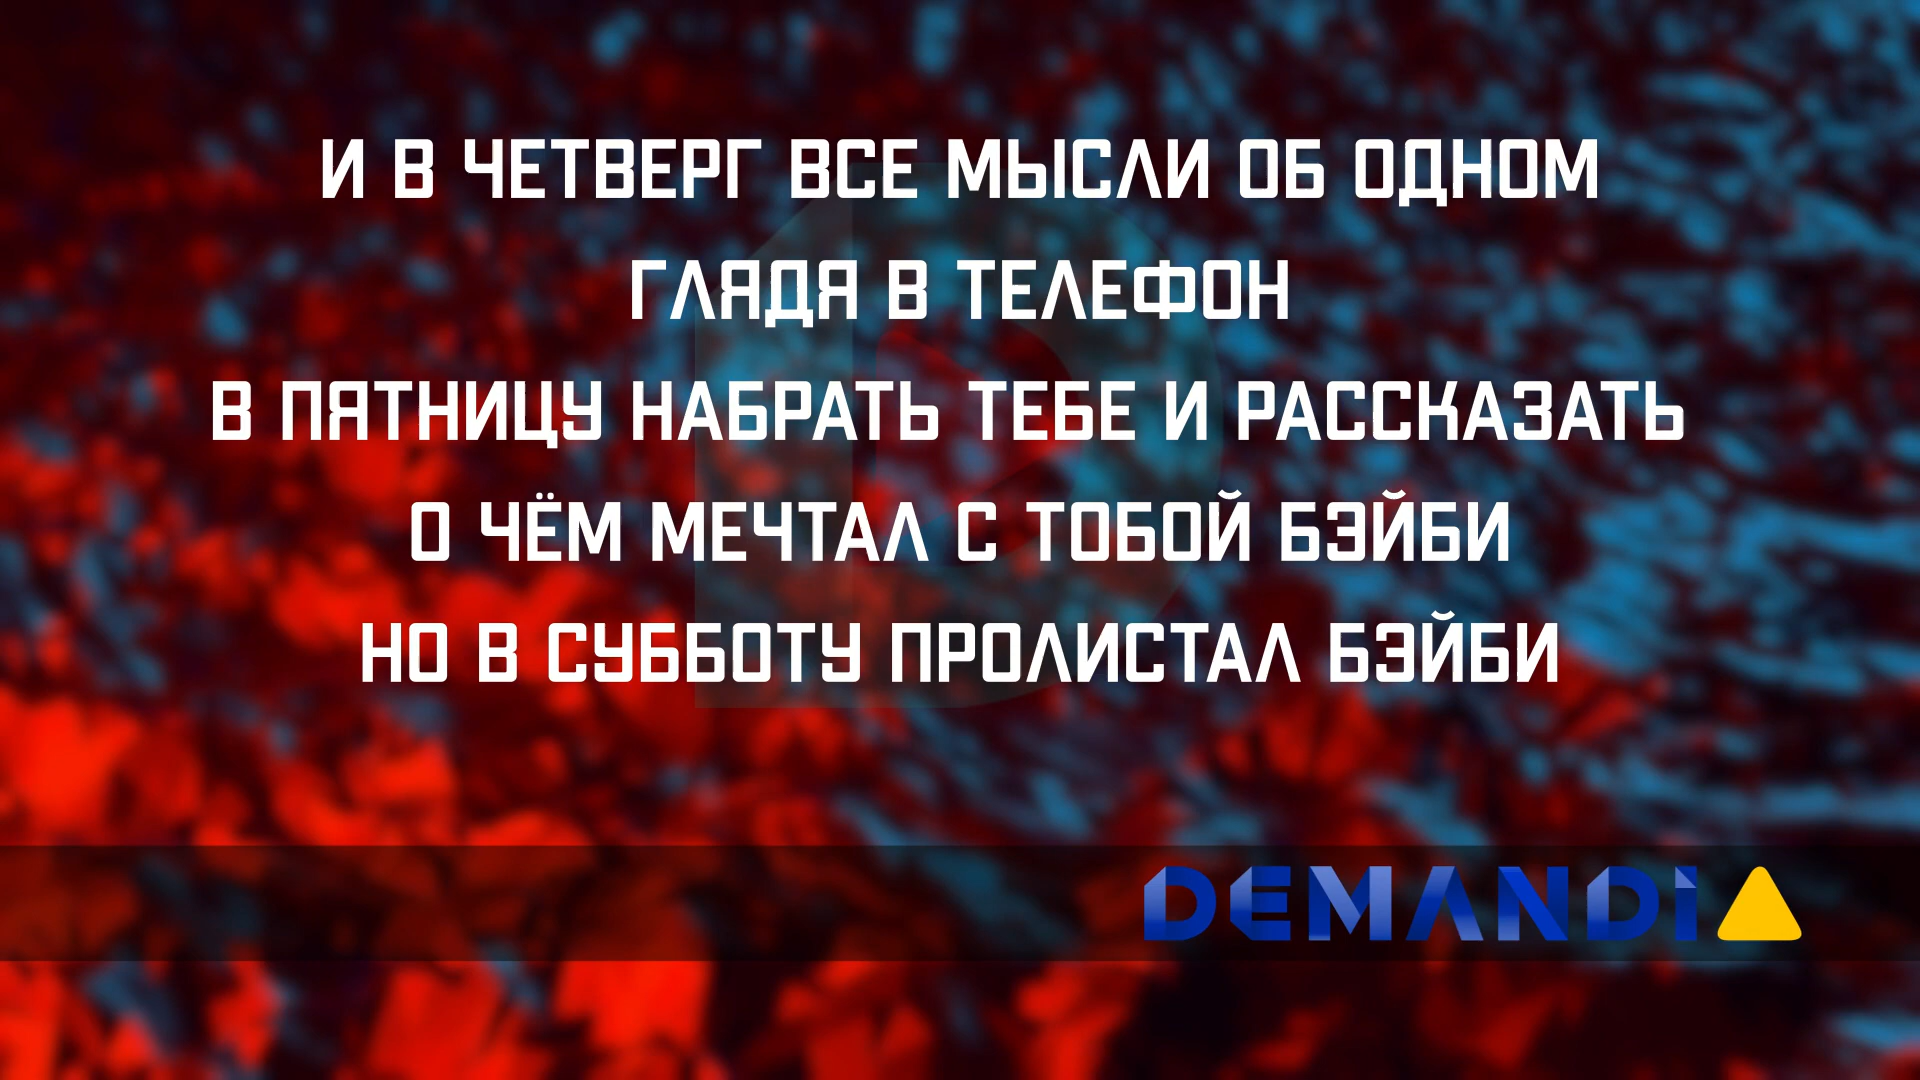 И В ЧЕТВЕРГ ВСЕ МЫСЛИ ОБ ОДНОМ
ГЛЯДЯ В ТЕЛЕФОН
В ПЯТНИЦУ НАБРАТЬ ТЕБЕ И РАССКАЗАТЬ
О ЧЁМ МЕЧТАЛ С ТОБОЙ БЭЙБИ
НО В СУББОТУ ПРОЛИСТАЛ БЭЙБИ
DEMANDI